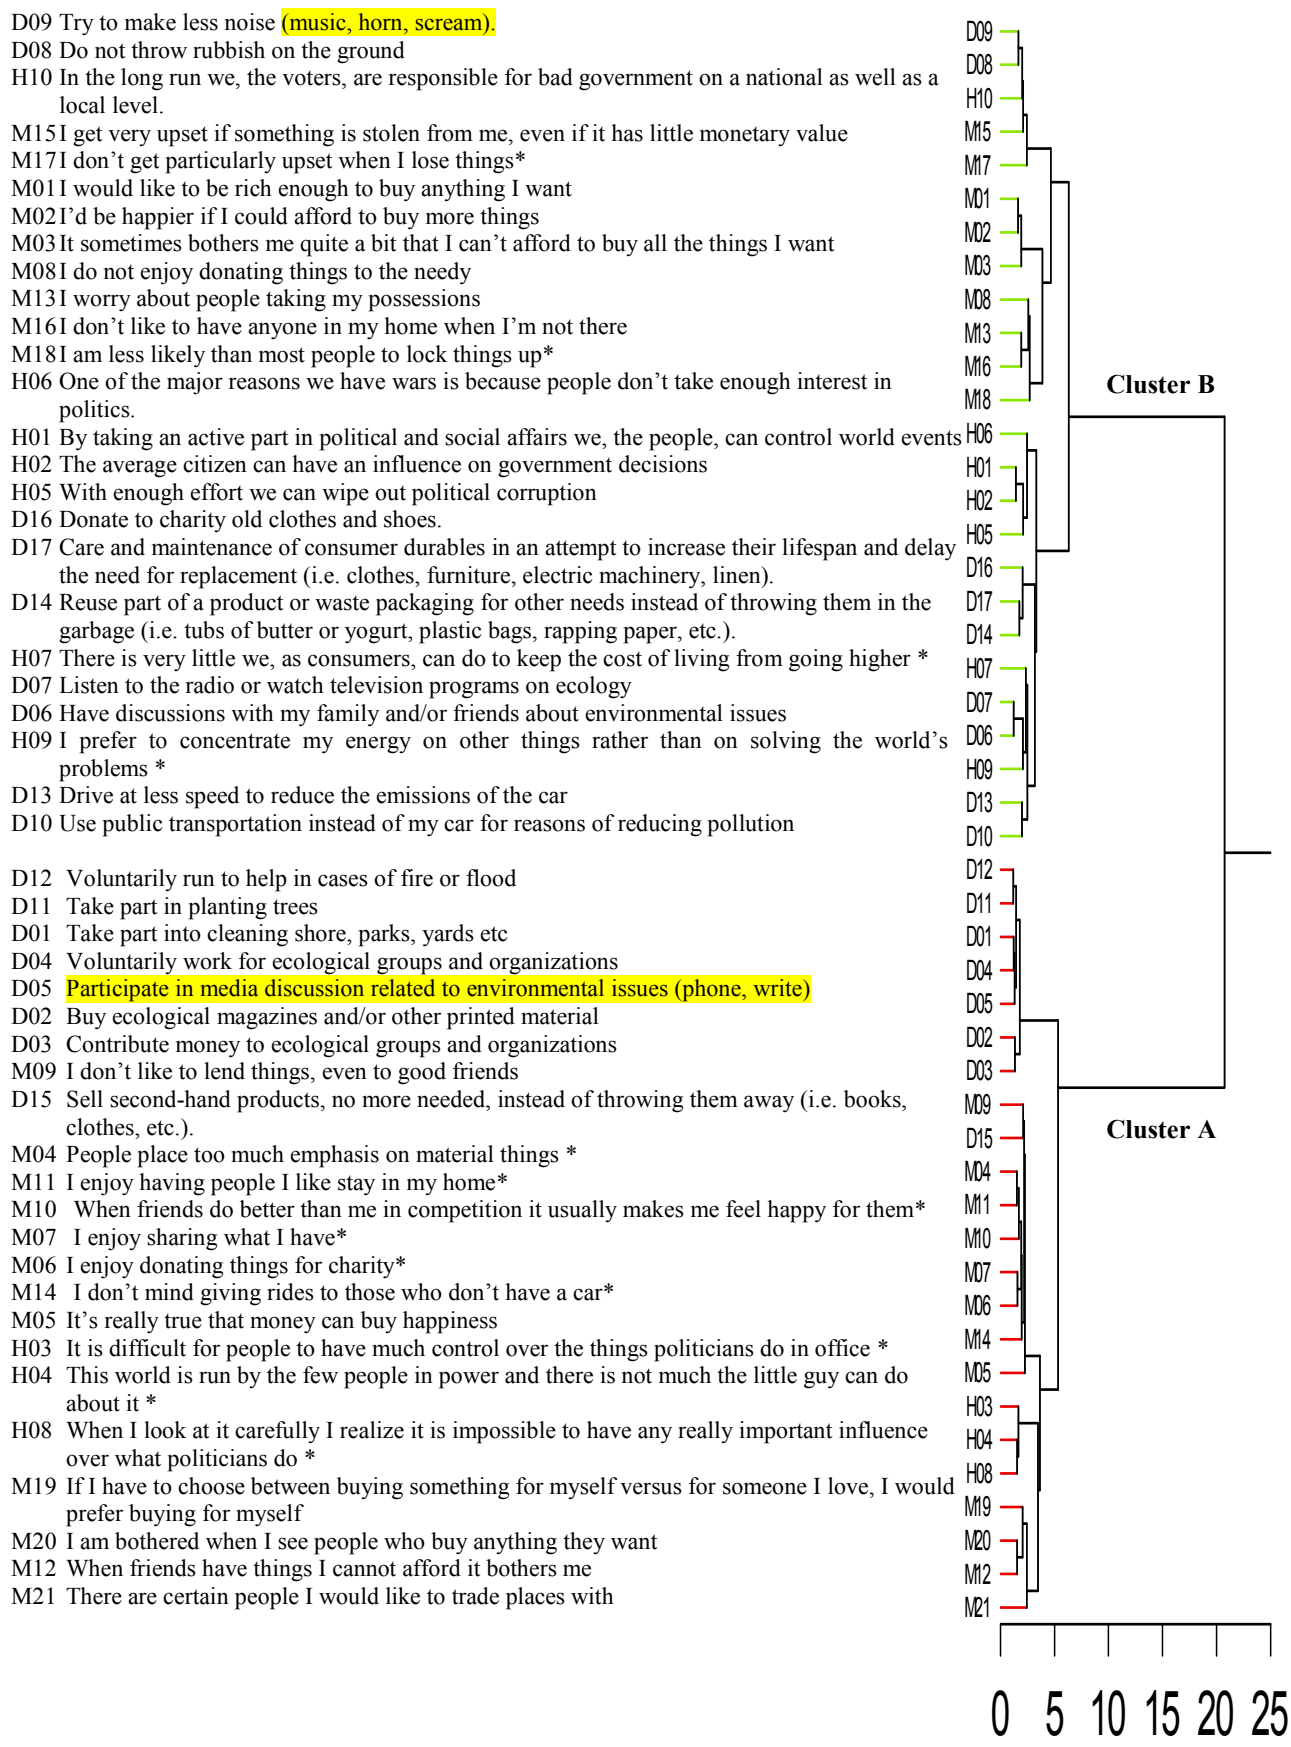 D09 Try to make less noise (music, horn, scream).
D08 Do not throw rubbish on the ground
H10 In the long run we, the voters, are responsible for bad government on a national as well as a
local level.
M15 I get very upset if something is stolen from me, even if it has little monetary value
M17 I don't get particularly upset when I lose things*
M01 I would like to be rich enough to buy anything I want
M02 I'd be happier if I could afford to buy more things
M03 It sometimes bothers me quite a bit that I can't afford to buy all the things I want
M08 I do not enjoy donating things to the needy
M13 I worry about people taking my possessions
M16 I don't like to have anyone in my home when I'm not there
M18 I am less likely than most people to lock things up*
H06 One of the major reasons we have wars is because people don't take enough interest in
politics.
H01 By taking an active part in political and social affairs we, the people, can control world events
H02 The average citizen can have an influence on government decisions
H05 With enough effort we can wipe out political corruption
D16 Donate to charity old clothes and shoes.
D17 Care and maintenance of consumer durables in an attempt to increase their lifespan and delay
the need for replacement (i.e. clothes, furniture, electric machinery, linen).
D14 Reuse part of a product or waste packaging for other needs instead of throwing them in the
garbage (i.e. tubs of butter or yogurt, plastic bags, rapping paper, etc.).
H07 There is very little we, as consumers, can do to keep the cost of living from going higher *
D07 Listen to the radio or watch television programs on ecology
D06 Have discussions with my family and/or friends about environmental issues
H09 I prefer to concentrate my energy on other things rather than on solving the world's
problems *
D13 Drive at less speed to reduce the emissions of the car
D10 Use public transportation instead of my car for reasons of reducing pollution
D12 Voluntarily run to help in cases of fire or flood
D11 Take part in planting trees
D01 Take part into cleaning shore, parks, yards etc
D04 Voluntarily work for ecological groups and organizations
D05 Participate in media discussion related to environmental issues (phone, write)
D02 Buy ecological magazines and/or other printed material
D03 Contribute money to ecological groups and organizations
M09 I don't like to lend things, even to good friends
D15 Sell second-hand products, no more needed, instead of throwing them away (i.e. books,
clothes, etc.).
M04 People place too much emphasis on material things *
M11 I enjoy having people I like stay in my home*
M10 When friends do better than me in competition it usually makes me feel happy for them*
M07 I enjoy sharing what I have*
M06 I enjoy donating things for charity*
M14 I don't mind giving rides to those who don't have a car*
M05 It's really true that money can buy happiness
H03 It is difficult for people to have much control over the things politicians do in office *
H04 This world is run by the few people in power and there is not much the little guy can do
about it *
H08 When I look at it carefully I realize it is impossible to have any really important influence
over what politicians do *
M19 If I have to choose between buying something for myself versus for someone I love, I would
prefer buying for myself
M20 I am bothered when I see people who buy anything they want
M12 When friends have things I cannot afford it bothers me
M21 There are certain people I would like to trade places with
D09
D08
H10
M15
M17
M01
M02
M03
M08
M13
M16
M18
H06
H01
H02
H05
D16
D17
D14
H07
D07
D06
H09
D13
D10
D12
D11
D01
D04
D05
D02
D03
M09
D15
M04
M11
M10
M07
M06
M14
M05
H03
H04
H08
M19
M20
M12
M21
Cluster B
Cluster A
0 5 10 15 20 25